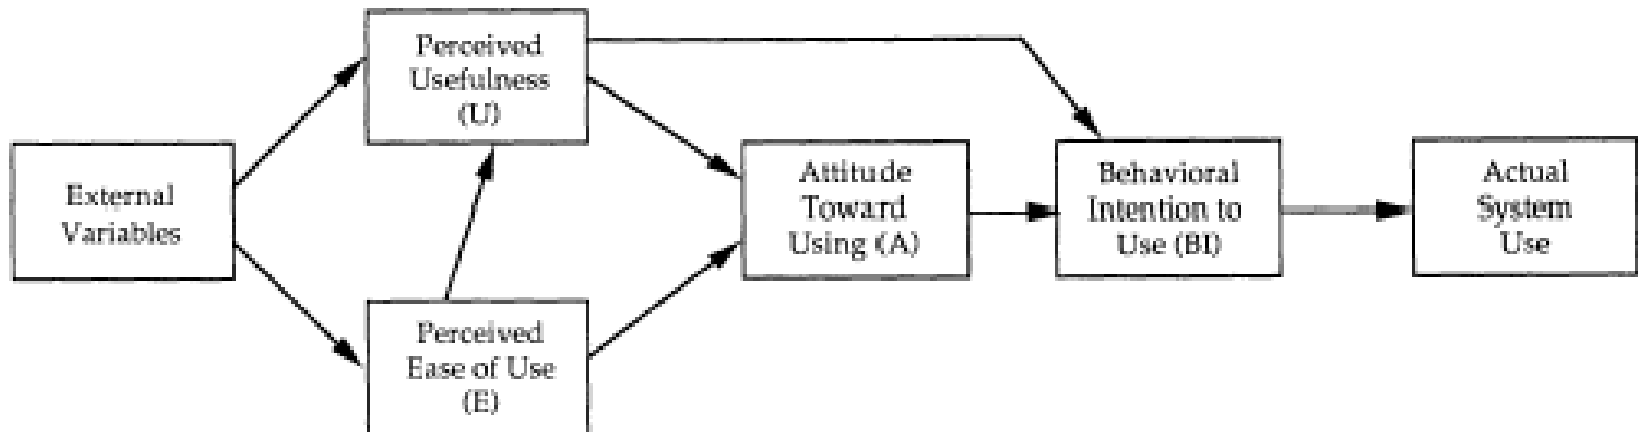 Perceived
Usefulness
(U)
External
Variables
Attitude
Toward
Using (A)
Behavioral
Intention to
Use (BI)
Actual
System
Use
Perceived
Ease of Use
(E)